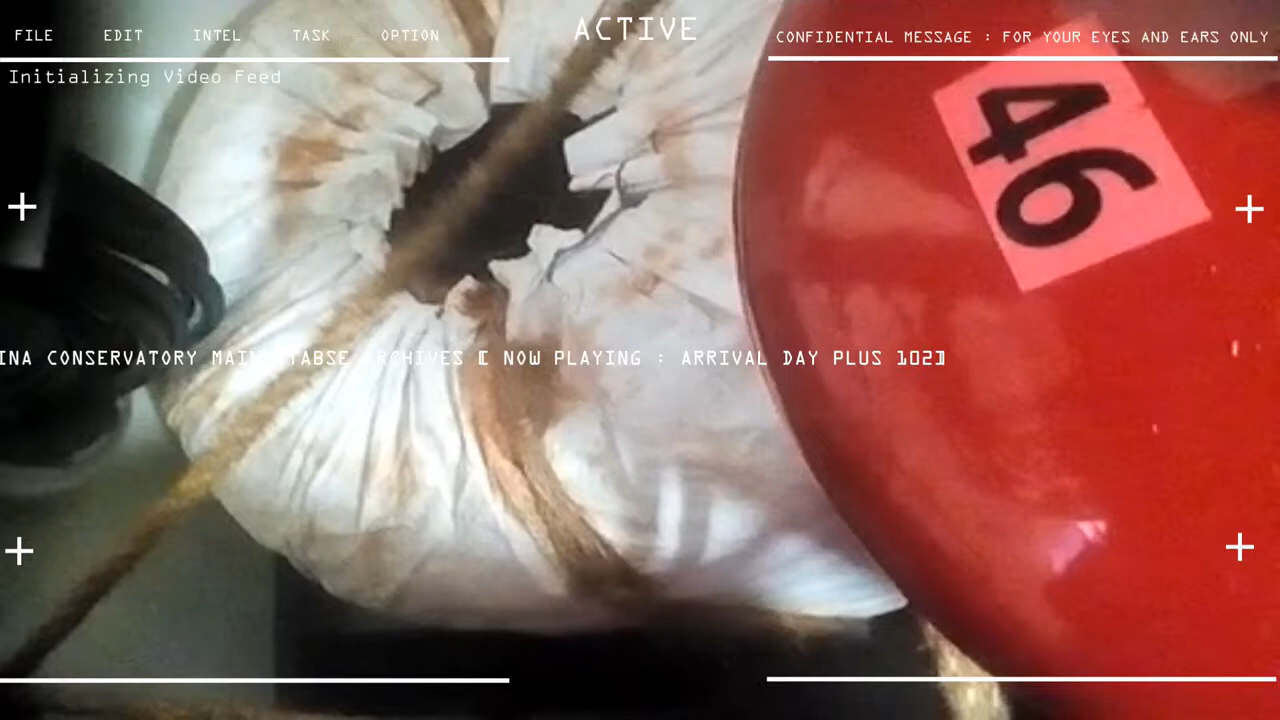 FILE EDIT INTEL TASK OPTION
ACTIVE
CONFIDENTIAL MESSAGE : FOR YOUR EYES AND EARS ONLY
Initializing Video Feed
46
INA CONSERVATORY MAIN ARCHIVES [ NOW PLAYING : ARRIVAL DAY PLUS 102]